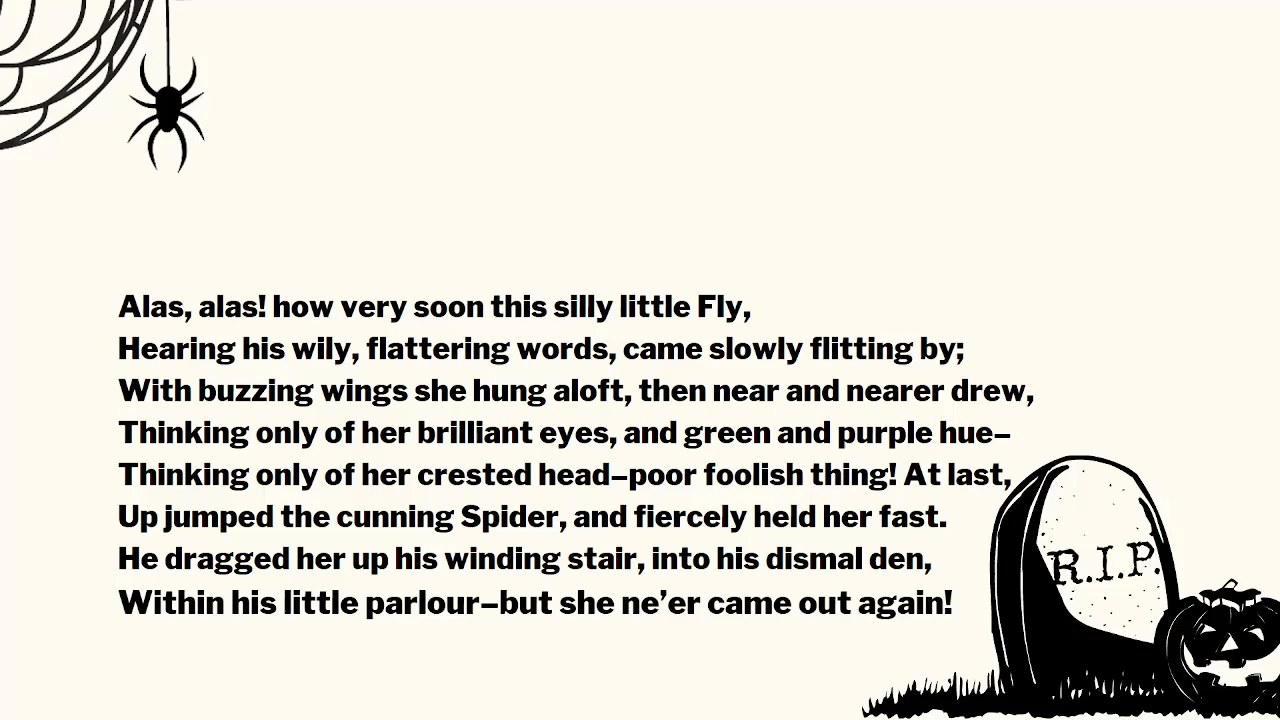 Alas, alas! how very soon this silly little Fly,
Hearing his wily, flattering words, came slowly flitting by;
With buzzing wings she hung aloft, then near and nearer drew,
Thinking only of her brilliant eyes, and green and purple hue–
Thinking only of her crested head–poor foolish thing! At last,
Up jumped the cunning Spider, and fiercely held her fast.
He dragged her up his winding stair, into his dismal den,
Within his little parlour–but she ne’er came out again!
R.I.P.